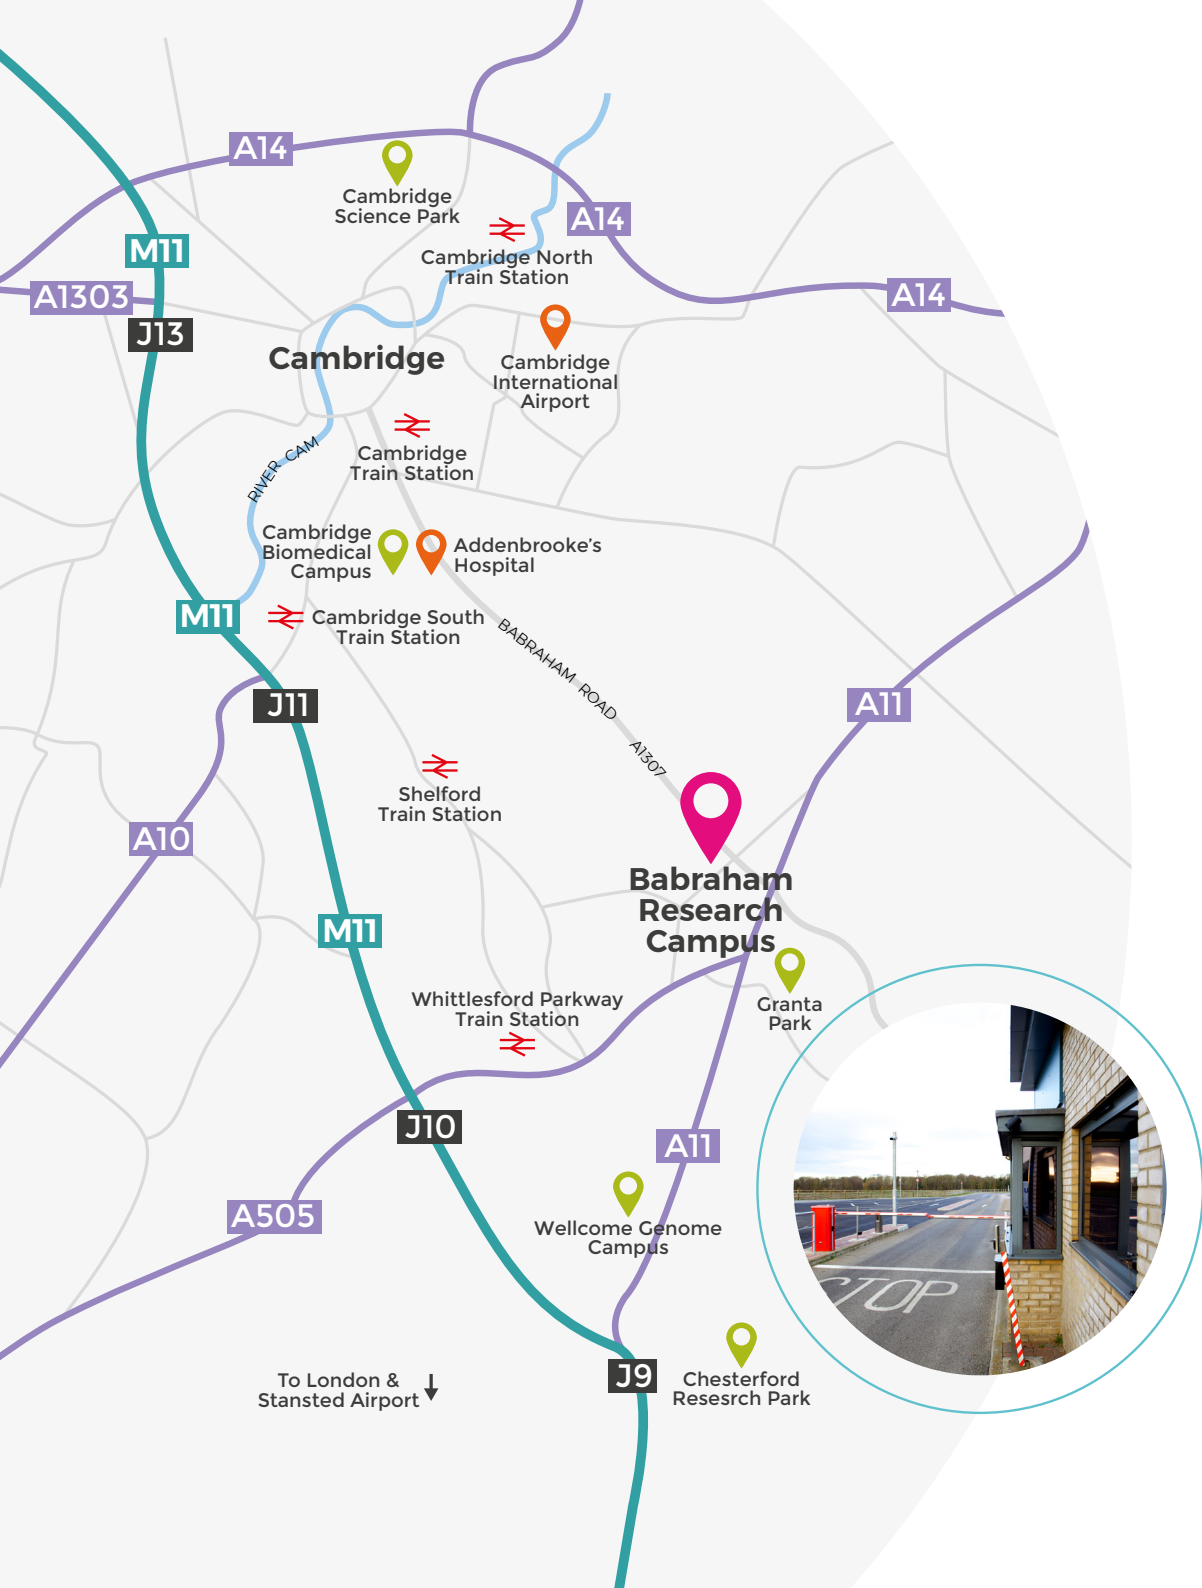 A14
Cambridge
Science Park
A14
Cambridge North
Train Station
M11
A1303
A14
J13
Cambridge
Cambridge
International
Airport
RIVER CAM
Cambridge
Train Station
Cambridge
Biomedical
Campus
Addenbrooke's
Hospital
M11
Cambridge South
Train Station
BABRAHAM ROAD
A1307
J11
A11
Shelford
Train Station
A10
Babraham
Research
Campus
M11
Whittlesford Parkway
Train Station
Granta
Park
J10
A11
A505
Wellcome Genome
Campus
STOP
J9
To London &
Stansted Airport
Chesterford
Resesrch Park